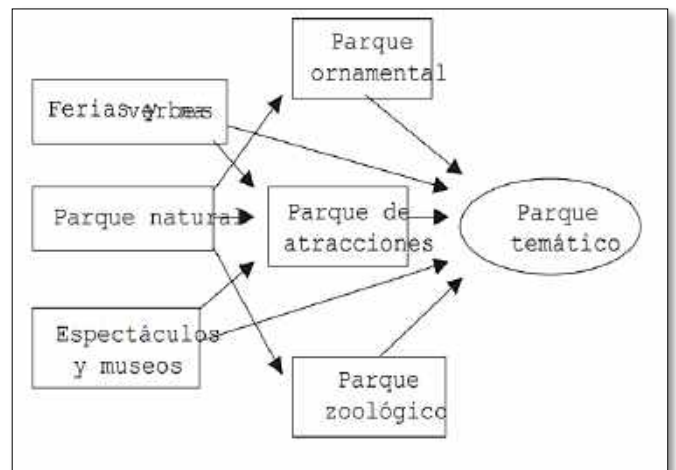 Parque
ornamental
Ferias y
Parque natural
Parque de
atracciones
Parque
temático
Espectáculos
y museos
Parque
zoológico